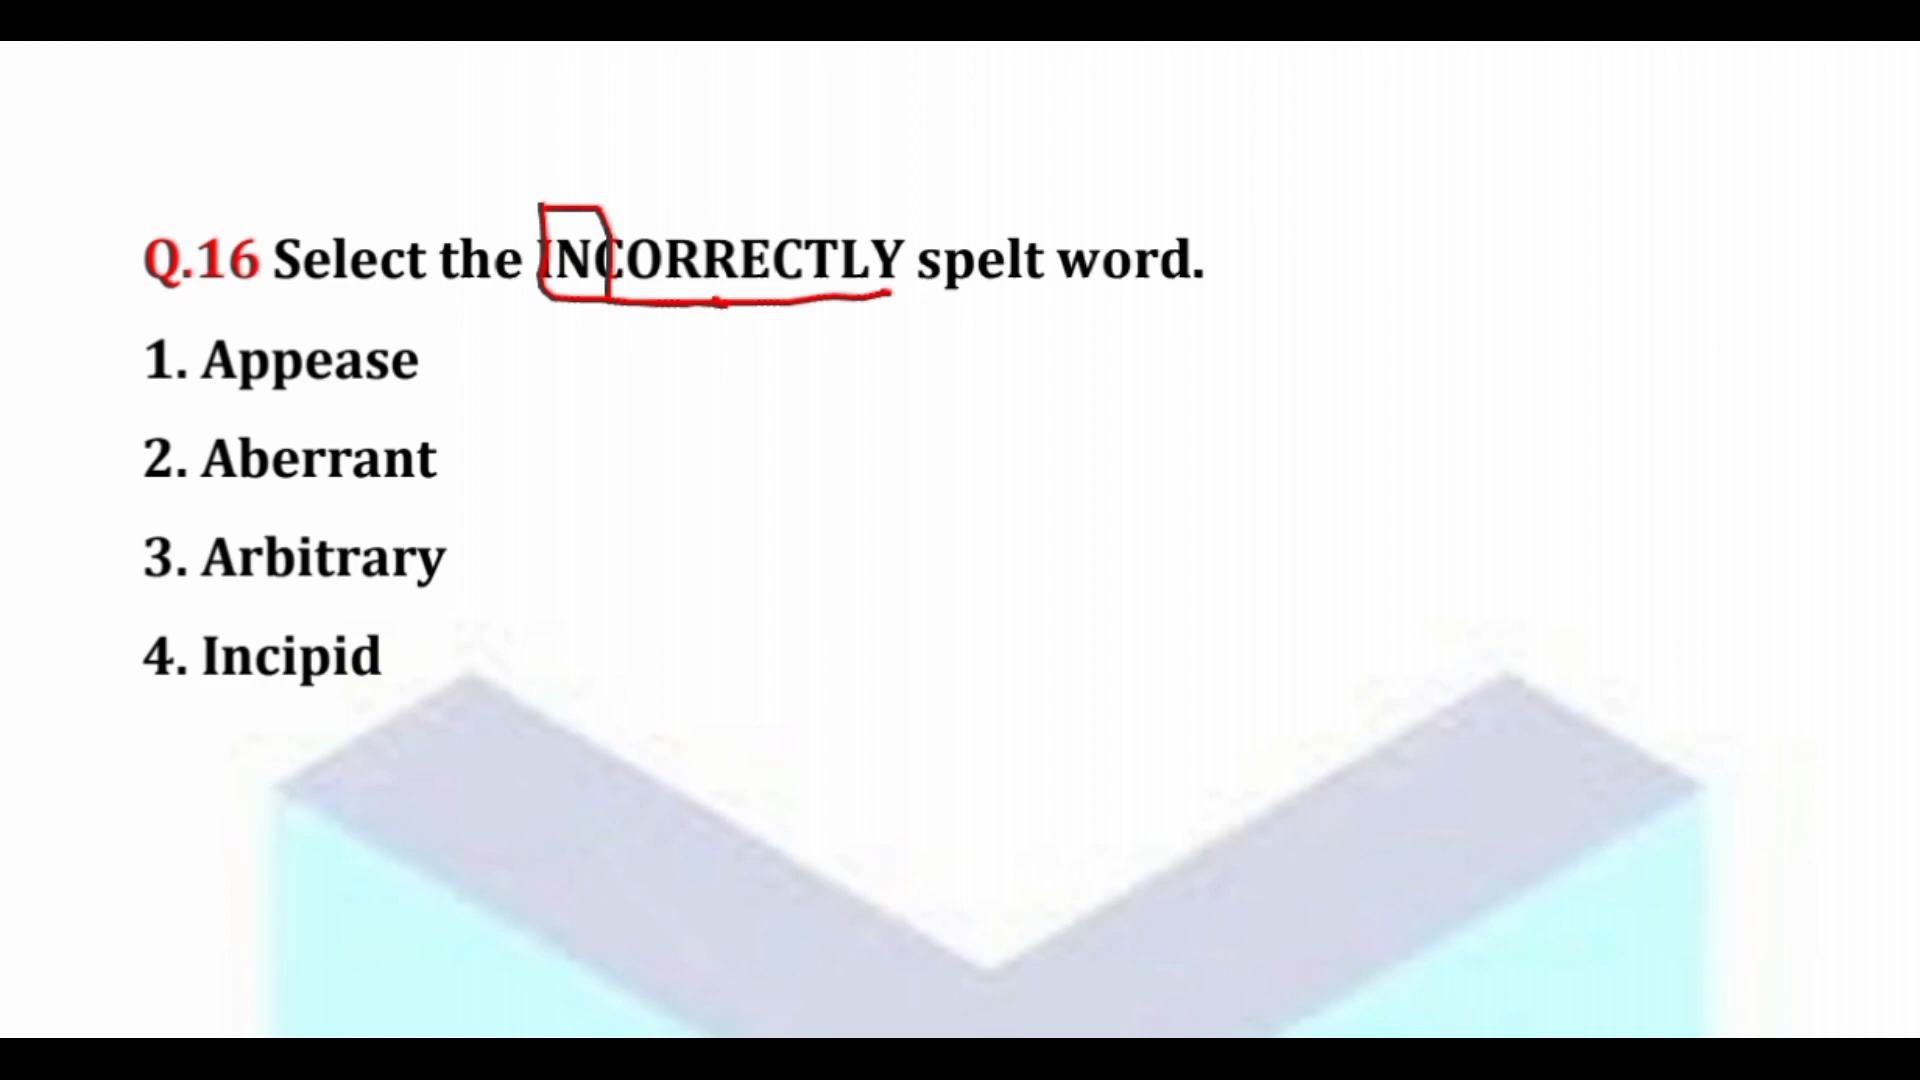 Q.16 Select the INCORRECTLY spelt word.
1. Appease
2. Aberrant
3. Arbitrary
4. Incipid